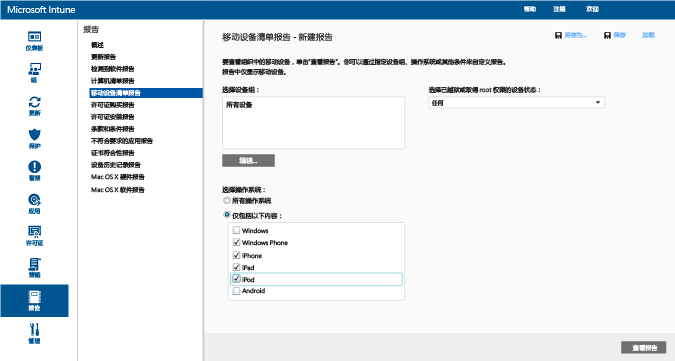 Microsoft Intune
帮助
注销
欢迎
仪表板
组
更新
保护
警报
应用
许可证
策略
报告
管理
报告
概述
更新报告
检测到软件报告
计算机清单报告
移动设备清单报告
许可证购买报告
许可证安装报告
条款和条件报告
不符合要求的应用报告
证书符合性报告
设备历史记录报告
Mac OS X 硬件报告
Mac OS X 软件报告
移动设备清单报告 - 新建报告
另存为...
保存
加载
要查看组织中的移动设备，单击"查看报告"。你可以通过指定设备组、操作系统或其他条件来自定义报告。
报告中仅显示移动设备。
选择设备组：
所有设备
编辑...
选择已越狱或取得 root 权限的设备状态：
任何
选择操作系统：
所有操作系统
仅包括以下内容：
Windows
Windows Phone
iPhone
iPad
iPod
Android
查看报告